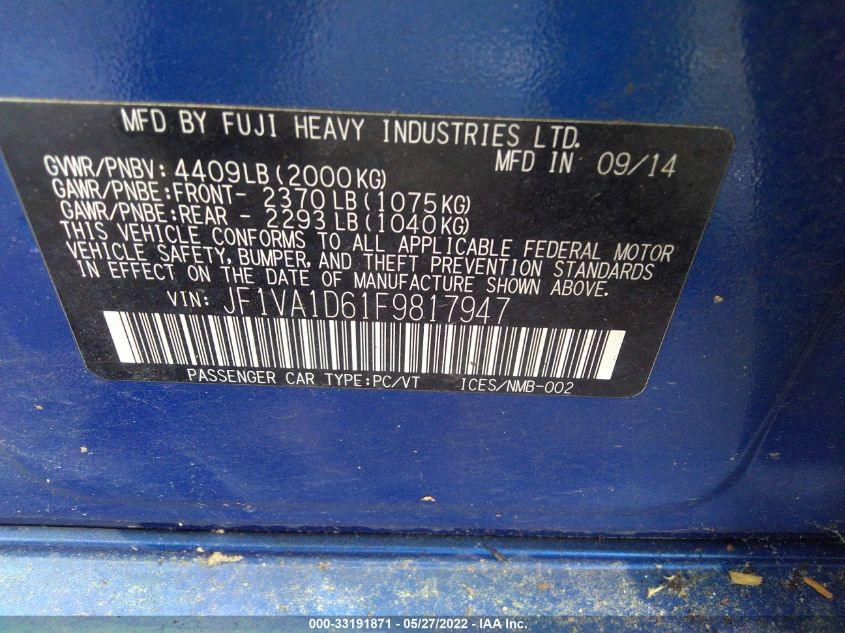 MFD BY FUJI HEAVY INDUSTRIES LTD.
MFD IN 09/14
GVWR/PNBV: 4409LB(2000KG)
GAWR/PNBE:FRONT- 2370LB(1075KG)
GAWR/PNBE:REAR - 2293LB(1040KG)
THIS VEHICLE CONFORMS TO ALL APPLICABLE FEDERAL MOTOR
VEHICLE SAFETY, BUMPER, AND THEFT PREVENTION STANDARDS
IN EFFECT ON THE DATE OF MANUFACTURE SHOWN ABOVE.
VIN: JF1VA1D61F9817947
PASSENGER CAR TYPE:PC/VT ICES/NMB-002
000-33191871 - 05/27/2022 - IAA Inc.